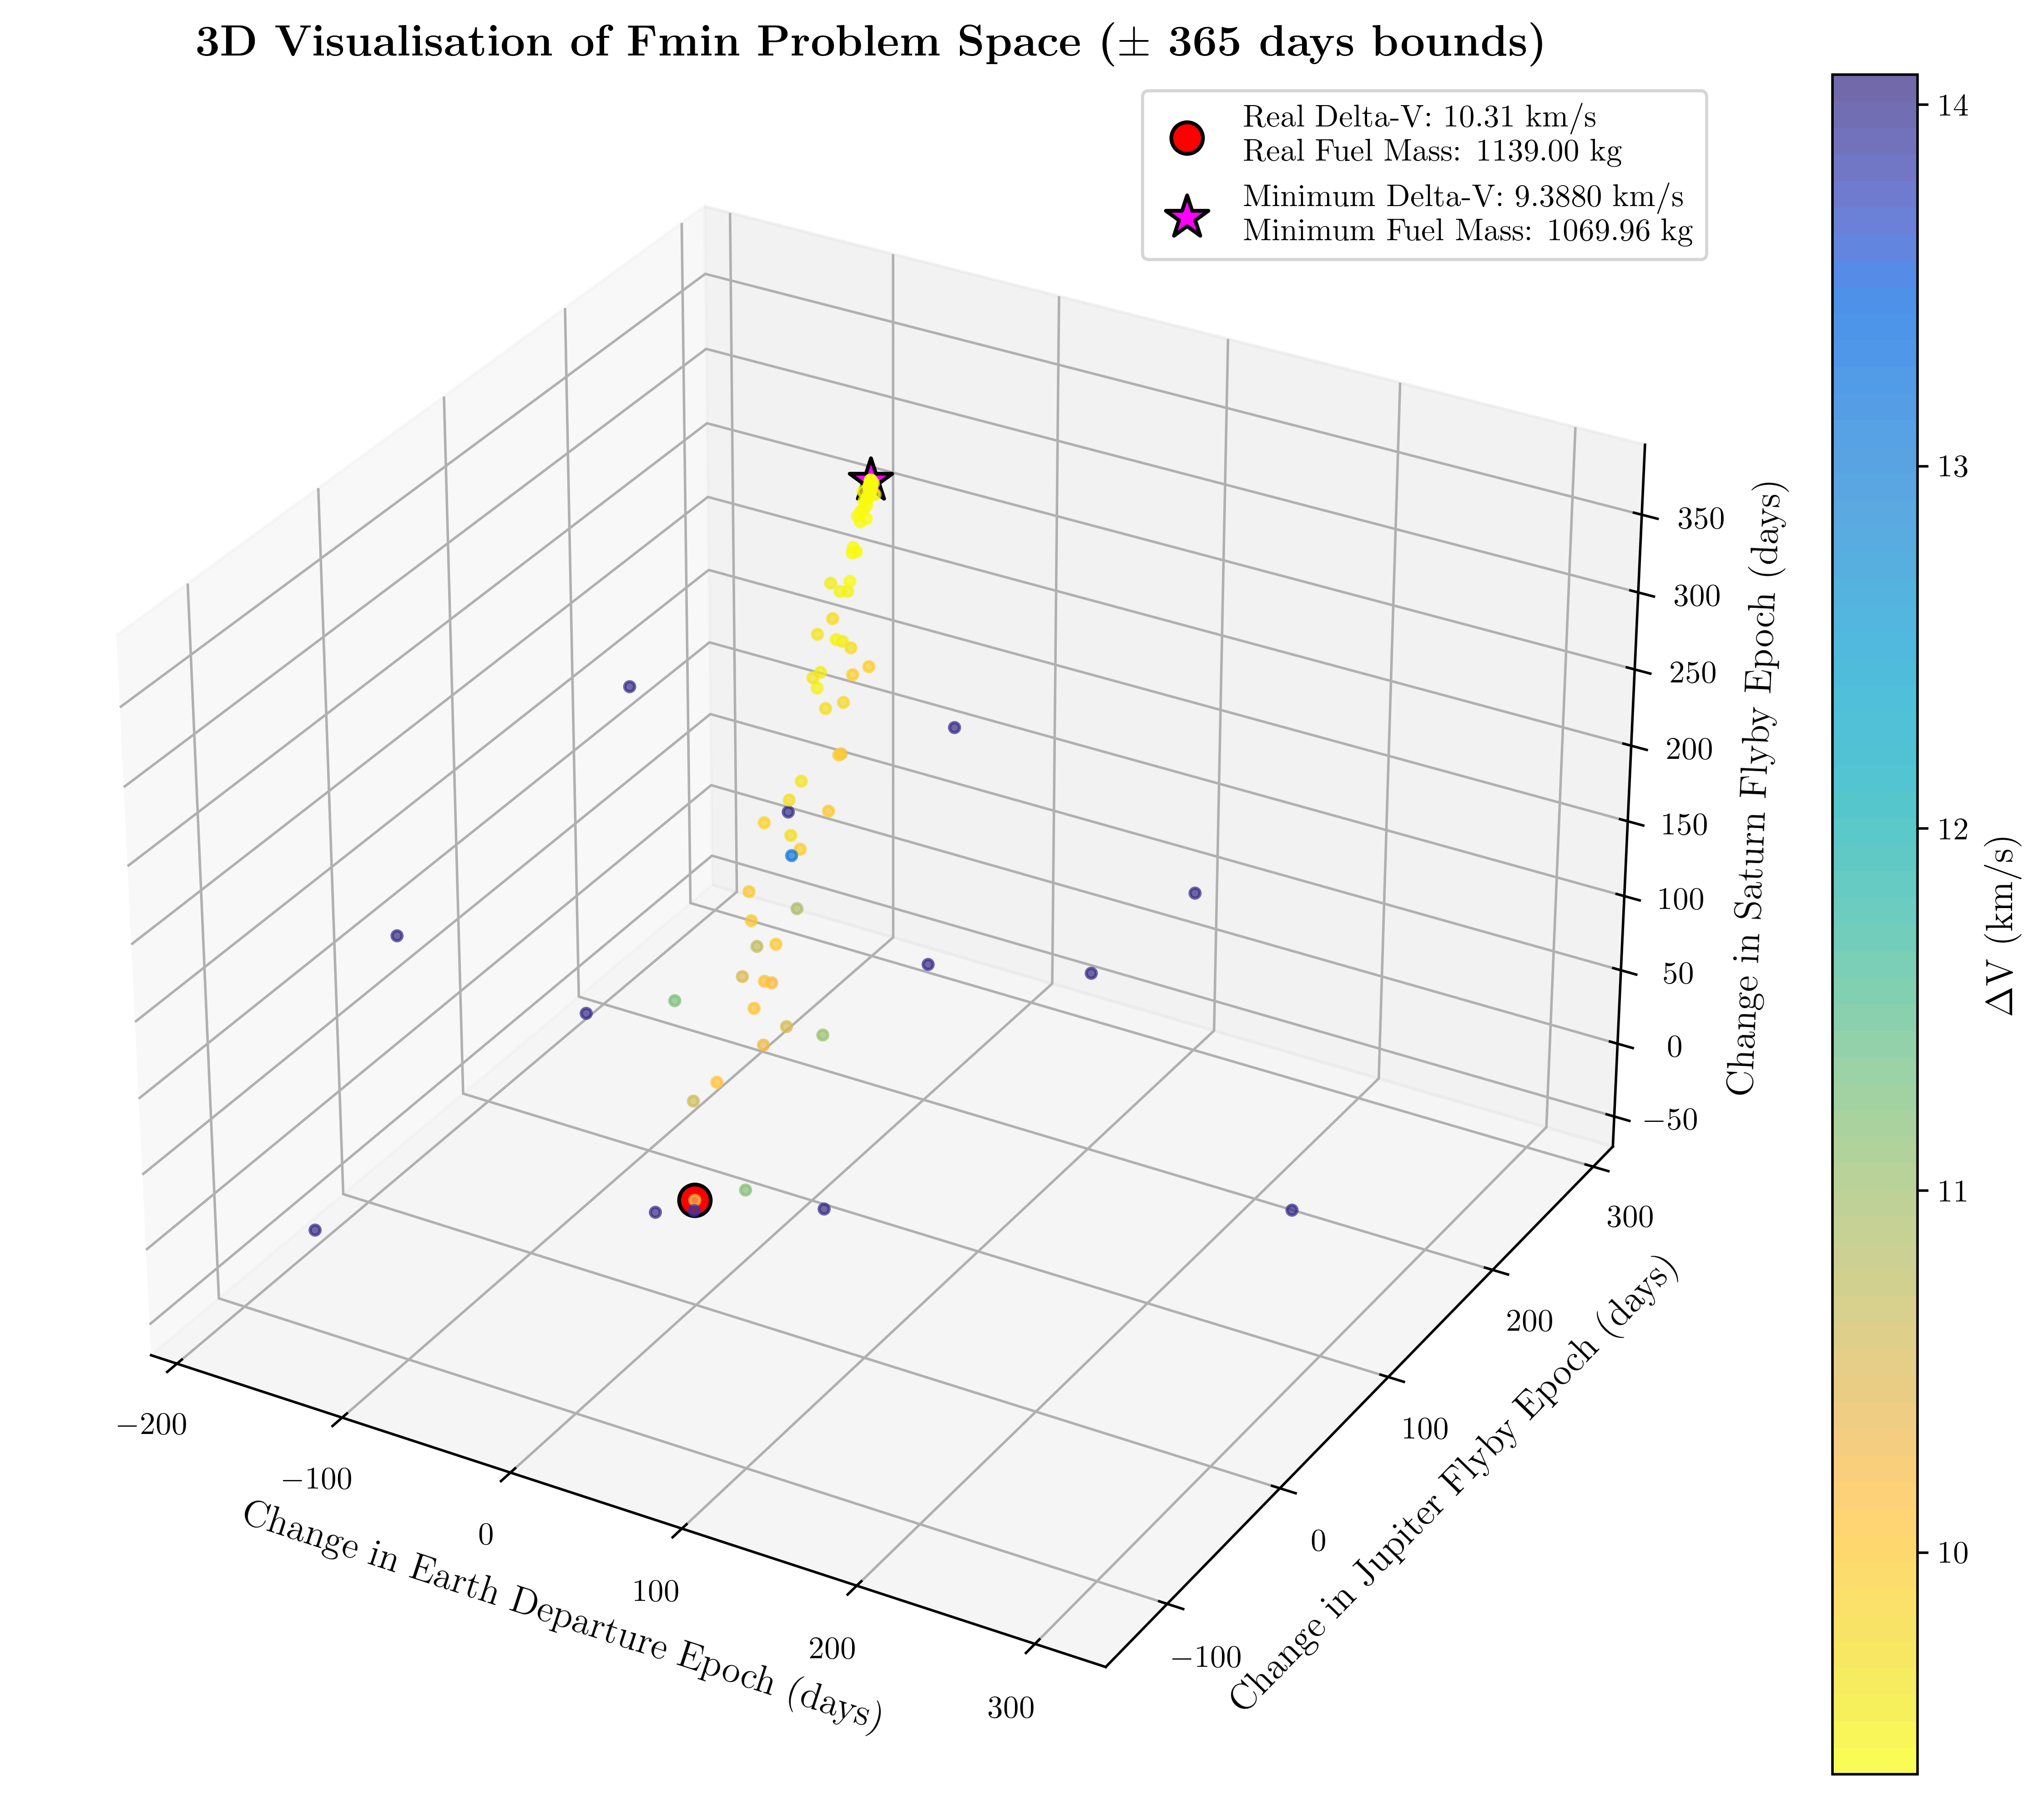 3D Visualisation of Fmin Problem Space (± 365 days bounds)
Real Delta-V: 10.31 km/s
Real Fuel Mass: 1139.00 kg
Minimum Delta-V: 9.3880 km/s
Minimum Fuel Mass: 1069.96 kg
14
13
12
11
10
ΔV (km/s)
350
300
250
200
150
100
50
0
−50
Change in Saturn Flyby Epoch (days)
300
200
100
0
−100
Change in Jupiter Flyby Epoch (days)
−200
−100
0
100
200
300
Change in Earth Departure Epoch (days)